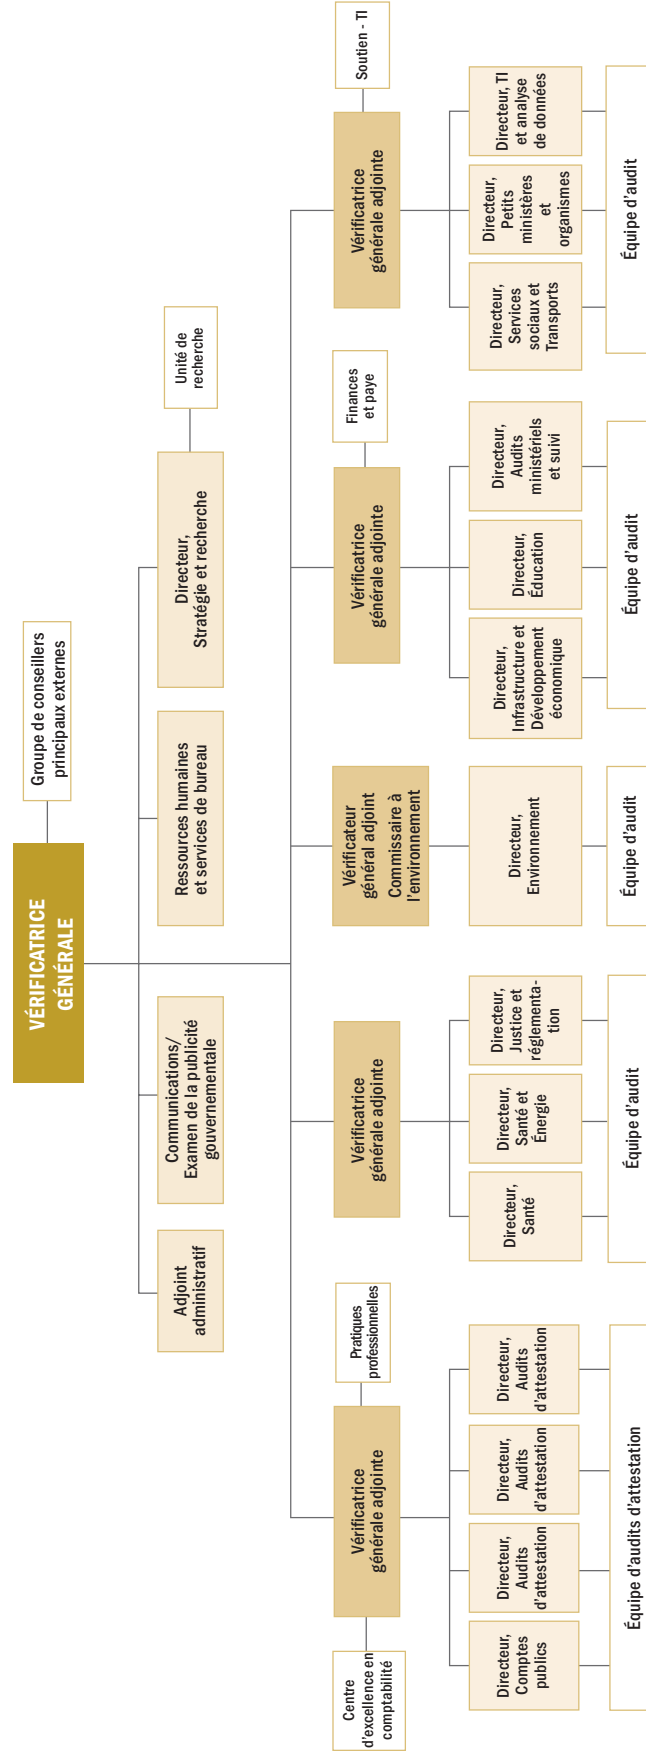 VÉRIFICATRICE
GÉNÉRALE
Groupe de conseillers
principaux externes
Adjoint
administratif
Communications/
Examen de la publicité
gouvernementale
Ressources humaines
et services de bureau
Directeur,
Stratégie et recherche
Unité de
recherche
Centre
d'excellence en
comptabilité
Vérificatrice
générale adjointe
Pratiques
professionnelles
Vérificatrice
générale adjointe
Vérificateur
général adjoint
Commissaire à
l'environnement
Vérificatrice
générale adjointe
Finances
et paye
Vérificatrice
générale adjointe
Soutien - TI
Directeur,
Comptes
publics
Directeur,
Audits
d'attestation
Directeur,
Audits
d'attestation
Directeur,
Audits
d'attestation
Directeur,
Santé
Directeur,
Santé et
Énergie
Directeur,
Justice et
réglementa-
tion
Directeur,
Environnement
Directeur,
Infrastructure et
Développement
économique
Directeur,
Éducation
Directeur,
Audits
ministériels
et suivi
Directeur,
Services
sociaux et
Transports
Directeur,
Petits
ministères
et
organismes
Directeur, TI
et analyse
de données
Équipe d'audits d'attestation
Équipe d'audit
Équipe d'audit
Équipe d'audit
Équipe d'audit